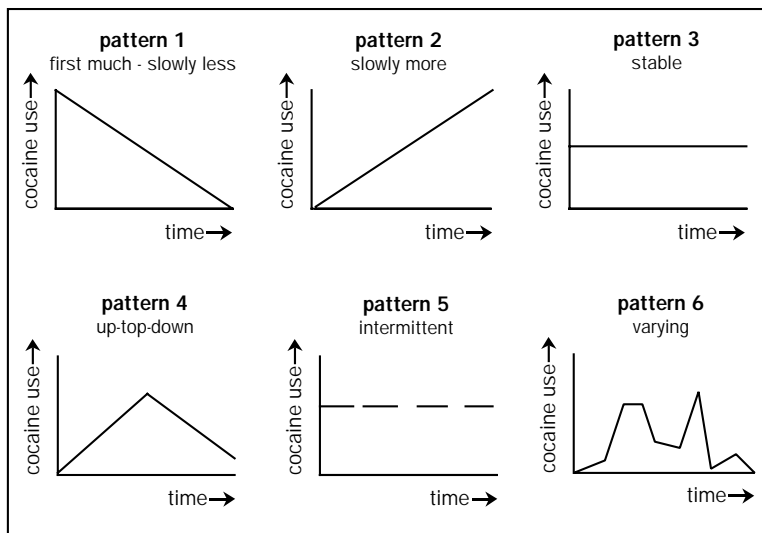 pattern 1
first much - slowly less
cocaine use
time
pattern 2
slowly more
cocaine use
time
pattern 3
stable
cocaine use
time
pattern 4
up-top-down
cocaine use
time
pattern 5
intermittent
cocaine use
time
pattern 6
varying
cocaine use
time